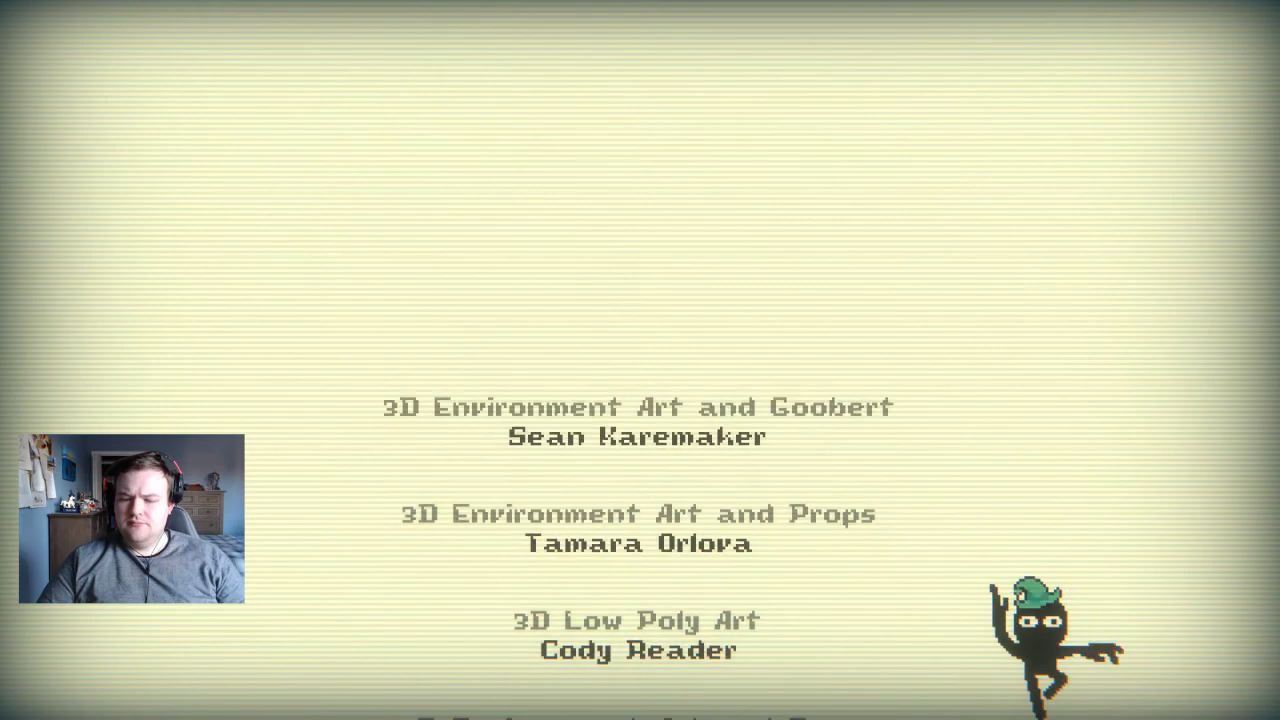 3D Environment Art and Goobert
Sean Karemaker
3D Environment Art and Props
Tamara Orlova
3D Low Poly Art
Cody Reader